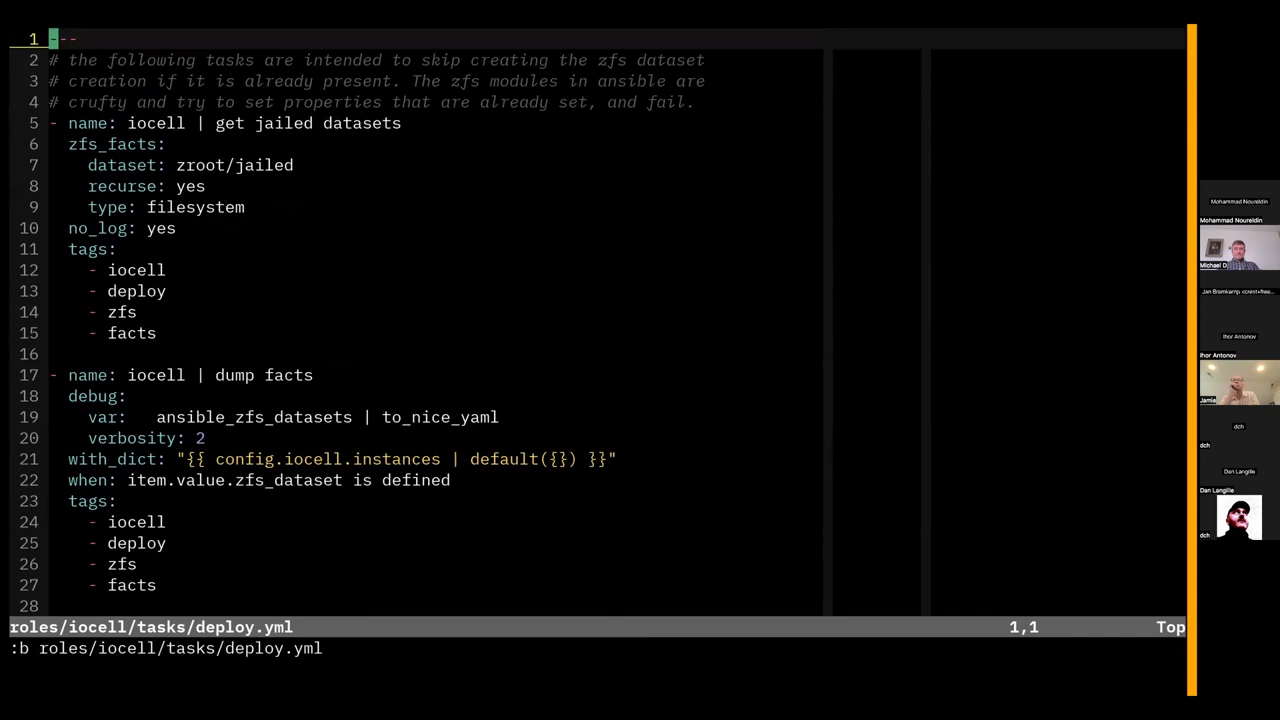 1 ---
2 # the following tasks are intended to skip creating the zfs dataset
3 # creation if it is already present. The zfs modules in ansible are
4 # crufty and try to set properties that are already set, and fail.
5 - name: iocell | get jailed datasets
6   zfs_facts:
7     dataset: zroot/jailed
8     recurse: yes
9     type: filesystem
10   no_log: yes
11   tags:
12     - iocell
13     - deploy
14     - zfs
15     - facts
16
17 - name: iocell | dump facts
18   debug:
19     var:   ansible_zfs_datasets | to_nice_yaml
20     verbosity: 2
21   with_dict: "{{ config.iocell.instances | default({}) }}"
22   when: item.value.zfs_dataset is defined
23   tags:
24     - iocell
25     - deploy
26     - zfs
27     - facts
28
roles/iocell/tasks/deploy.yml 1,1 Top
:b roles/iocell/tasks/deploy.yml
Mohammad Noureldin
Mohammad Noureldin
Michael D
Jan Bramkamp
Ihor Antonov
Ihor Antonov
Jamie
dch
dch
Dan Langille
Dan Langille
dch